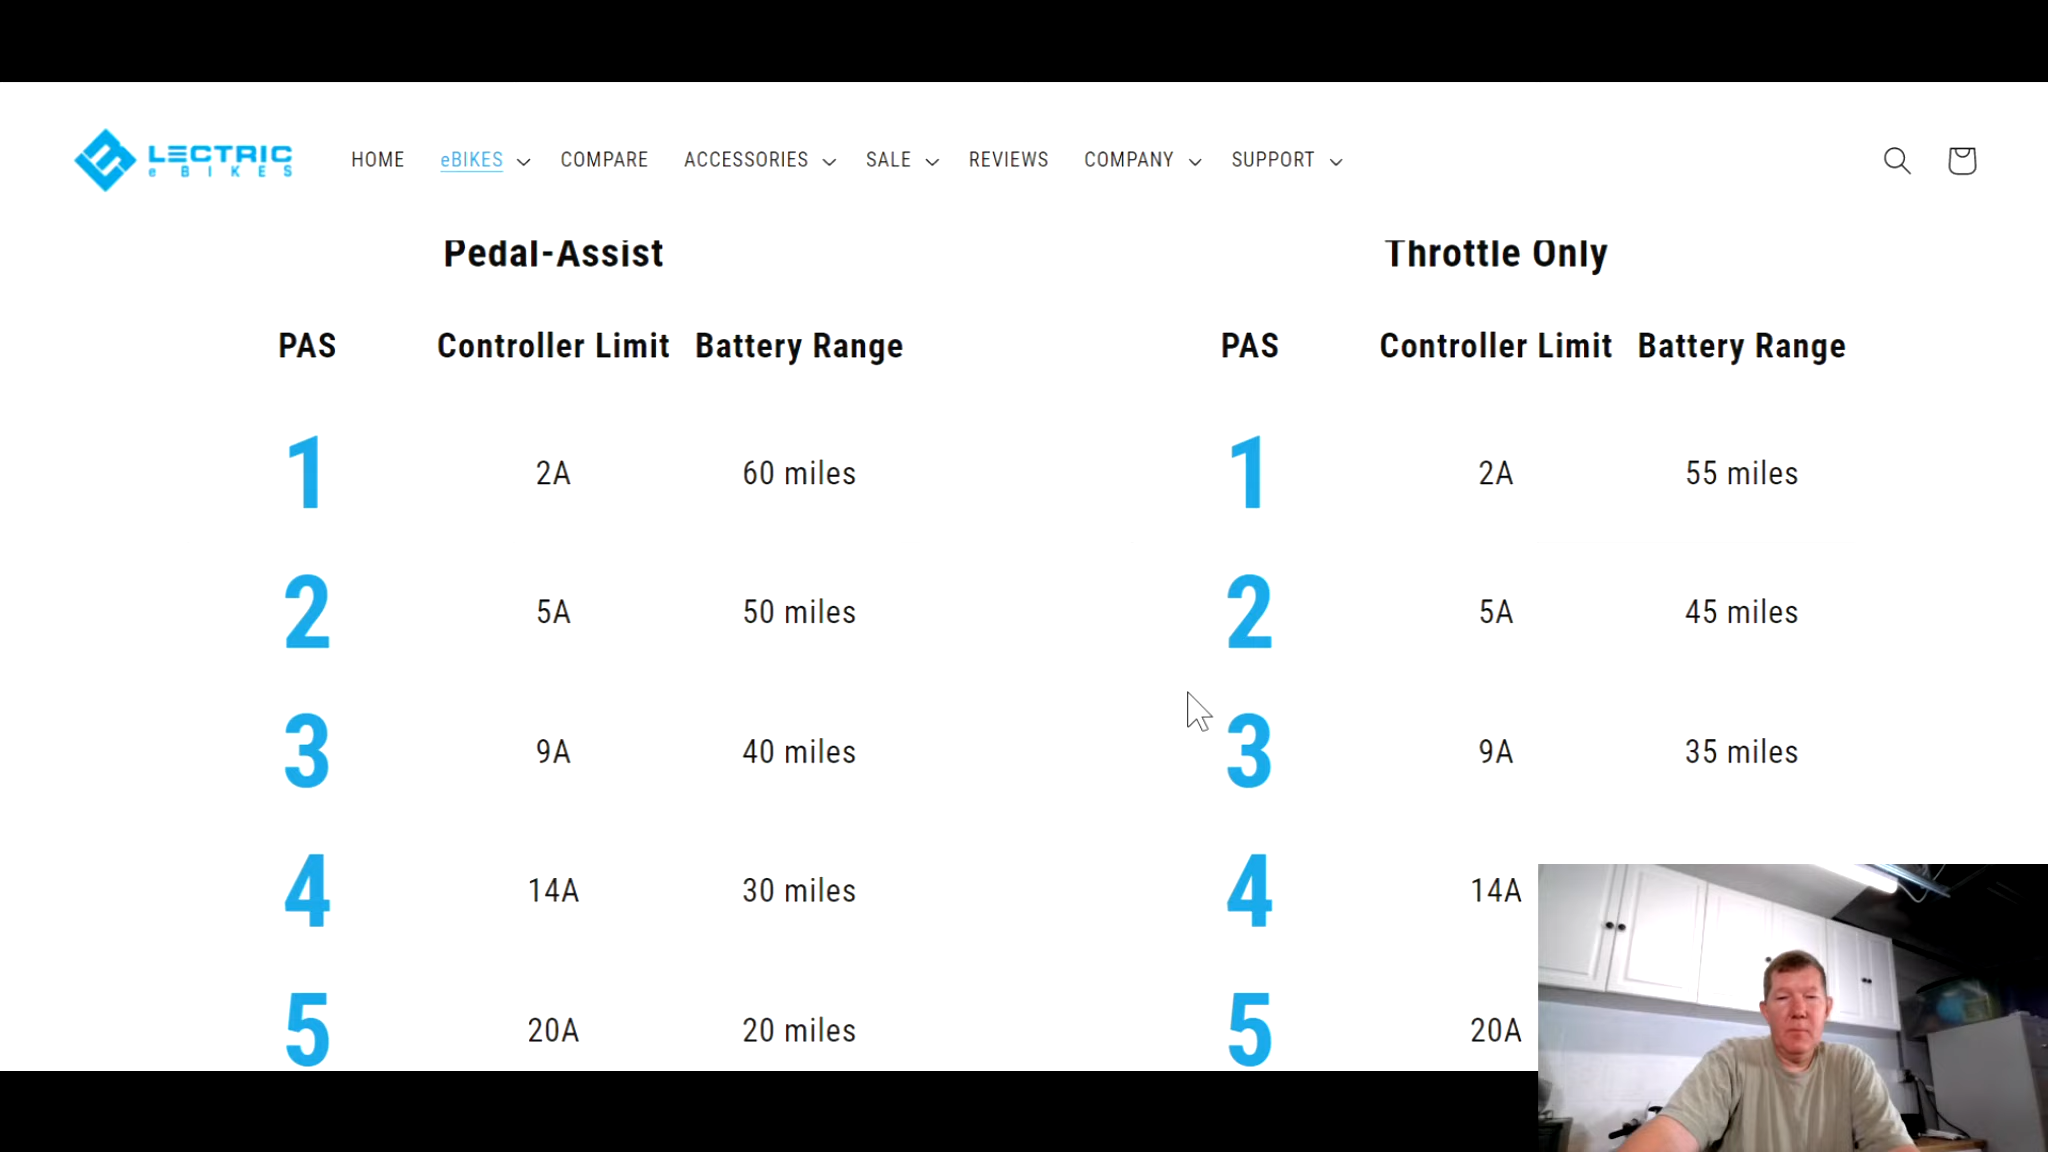 LECTRIC
eBIKES
HOME eBIKES COMPARE ACCESSORIES SALE REVIEWS COMPANY SUPPORT
Pedal-Assist
PAS Controller Limit Battery Range
1 2A 60 miles
2 5A 50 miles
3 9A 40 miles
4 14A 30 miles
5 20A 20 miles
Throttle Only
PAS Controller Limit Battery Range
1 2A 55 miles
2 5A 45 miles
3 9A 35 miles
4 14A
5 20A